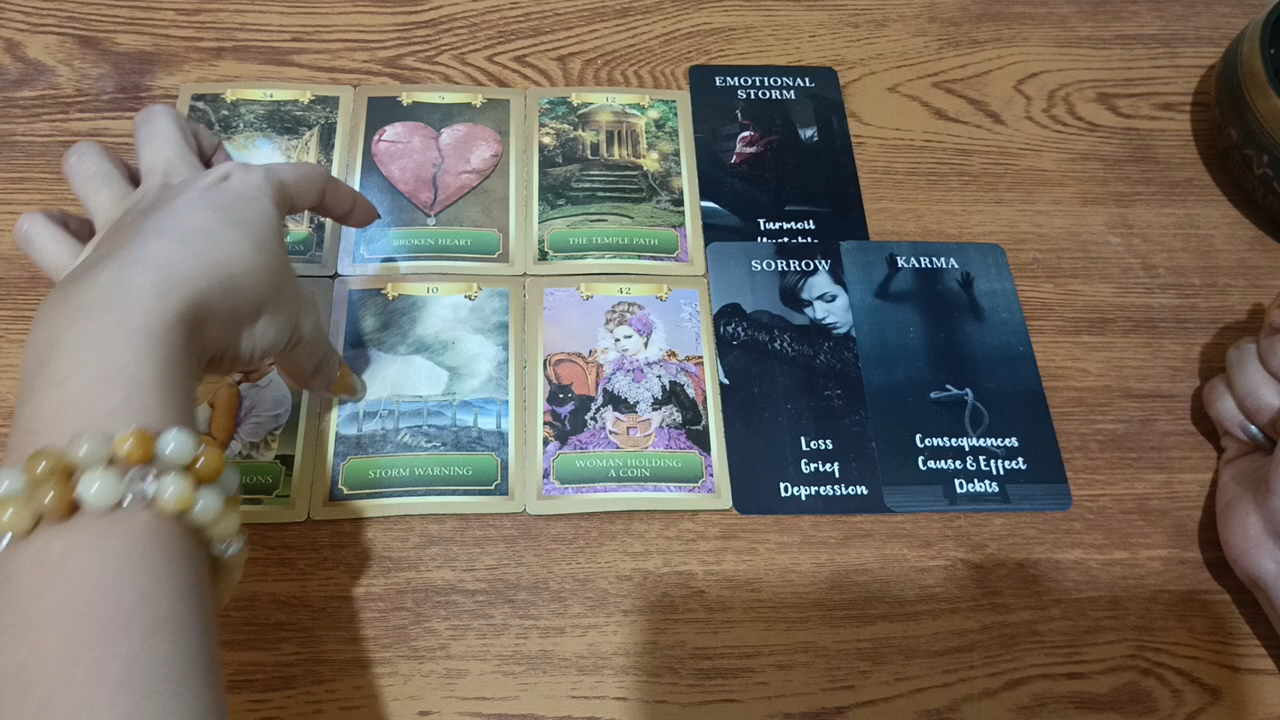 34
9
BROKEN HEART
12
THE TEMPLE PATH
EMOTIONAL
STORM
Turmoil
Unstable
10
STORM WARNING
42
WOMAN HOLDING
A COIN
SORROW
Loss
Grief
Depression
KARMA
Consequences
Cause & Effect
Debts